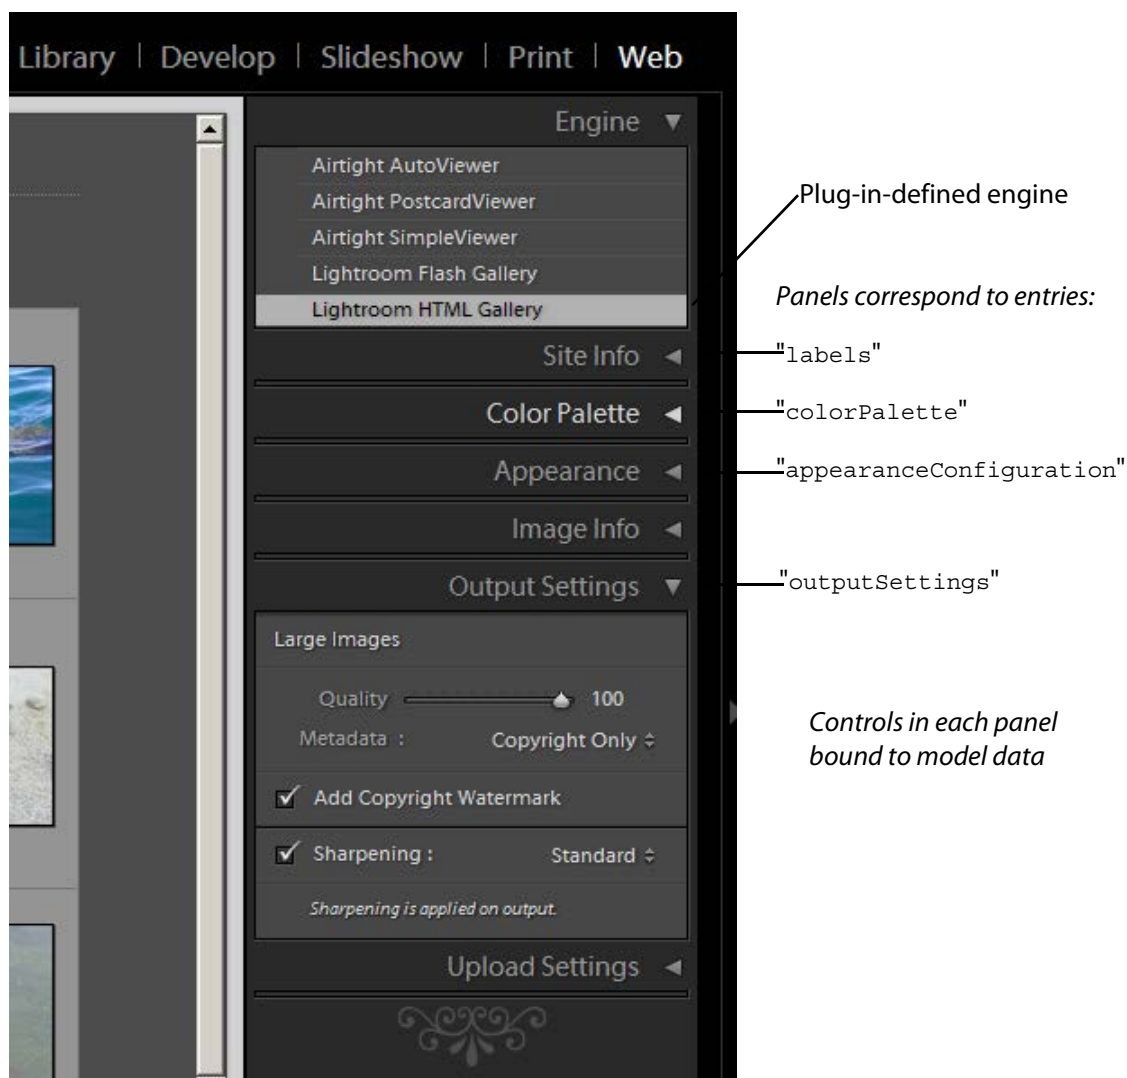 Library | Develop | Slideshow | Print | Web
Engine
Airtight AutoViewer
Airtight PostcardViewer
Airtight SimpleViewer
Lightroom Flash Gallery
Lightroom HTML Gallery
Plug-in-defined engine
Panels correspond to entries:
Site Info
"labels"
Color Palette
"colorPalette"
Appearance
"appearanceConfiguration"
Image Info
Output Settings
"outputSettings"
Large Images
Quality 100
Metadata : Copyright Only
Add Copyright Watermark
Sharpening : Standard
Sharpening is applied on output.
Controls in each panel
bound to model data
Upload Settings